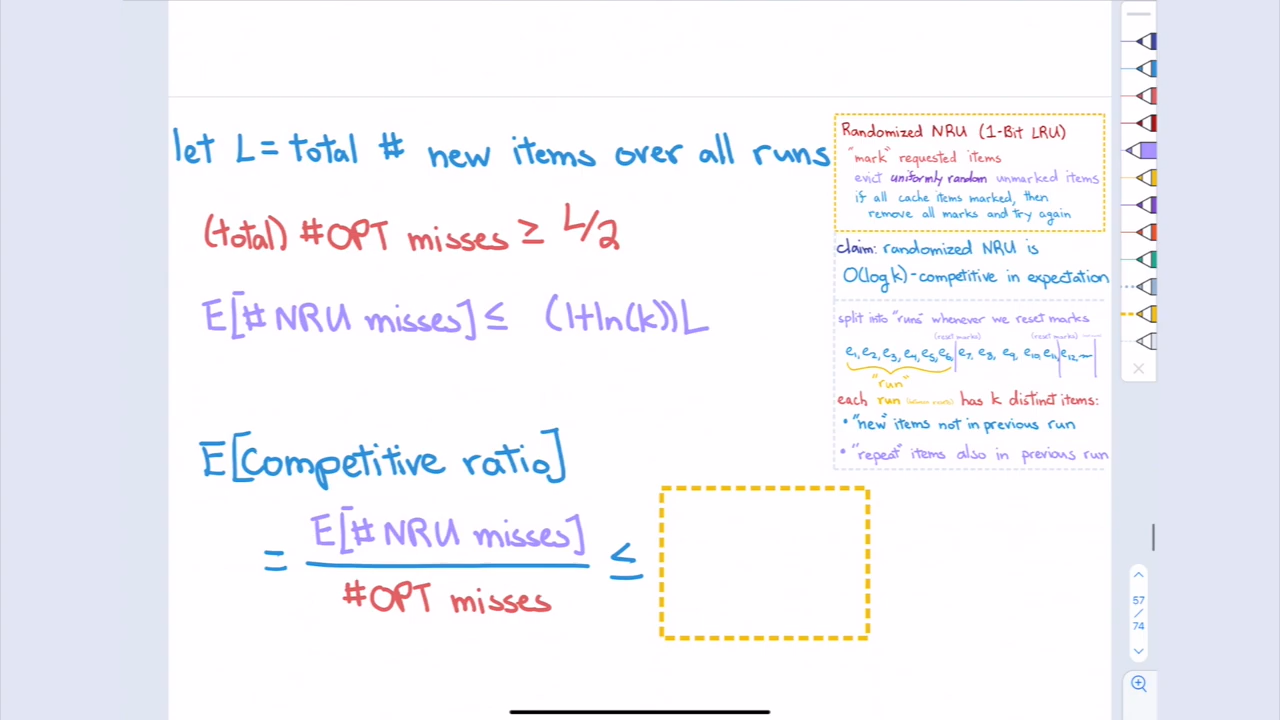 let L = total # new items over all runs
(total) #OPT misses ≥ L/2
E[# NRU misses] ≤ (1+ln(k))L
E[Competitive ratio]
= E[# NRU misses] ≤
#OPT misses
Randomized NRU (1-Bit LRU)
"mark" requested items
evict uniformly random unmarked items
if all cache items marked, then
remove all marks and try again
claim: randomized NRU is
O(log k)-competitive in expectation
split into "runs" whenever we reset marks
(reset marks) (reset marks)
e₁, e₂, e₃, e₄, e₅, e₆, e₇, e₈, e₉, e₁₀, e₁₁, e₁₂, ...
"run"
each run has k distinct items:
• "new" items not in previous run
• "repeat" items also in previous run
57
/
74